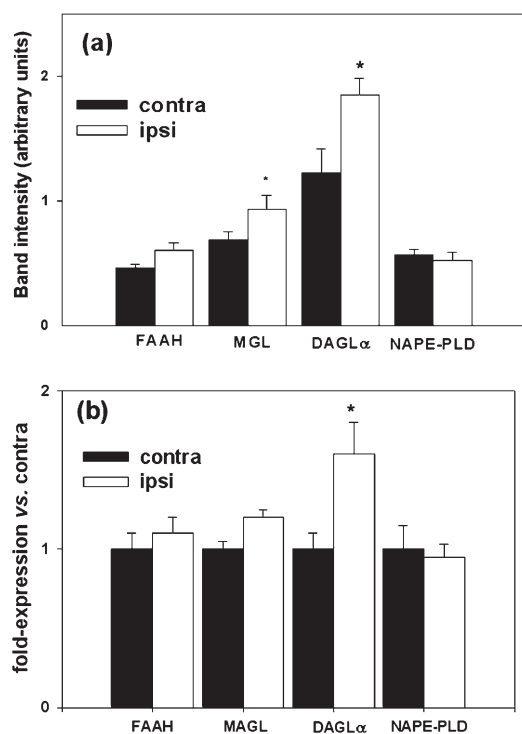 (a)
Band intensity (arbitrary units)
2
1
0
contra
ipsi
*
*
FAAH MGL DAGLα NAPE-PLD
(b)
fold-expression vs. contra
2
1
0
contra
ipsi
*
FAAH MAGL DAGLα NAPE-PLD